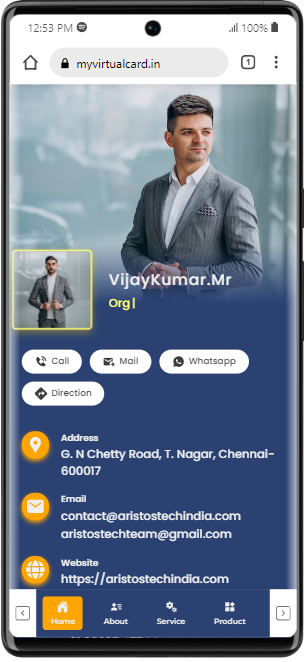 12:53 PM 100%
myvirtualcard.in 1
VijayKumar.Mr
Org |
Call Mail Whatsapp
Direction
Address
G. N Chetty Road, T. Nagar, Chennai-
600017
Email
contact@aristostechindia.com
aristostechteam@gmail.com
Website
https://aristostechindia.com
Home About Service Product